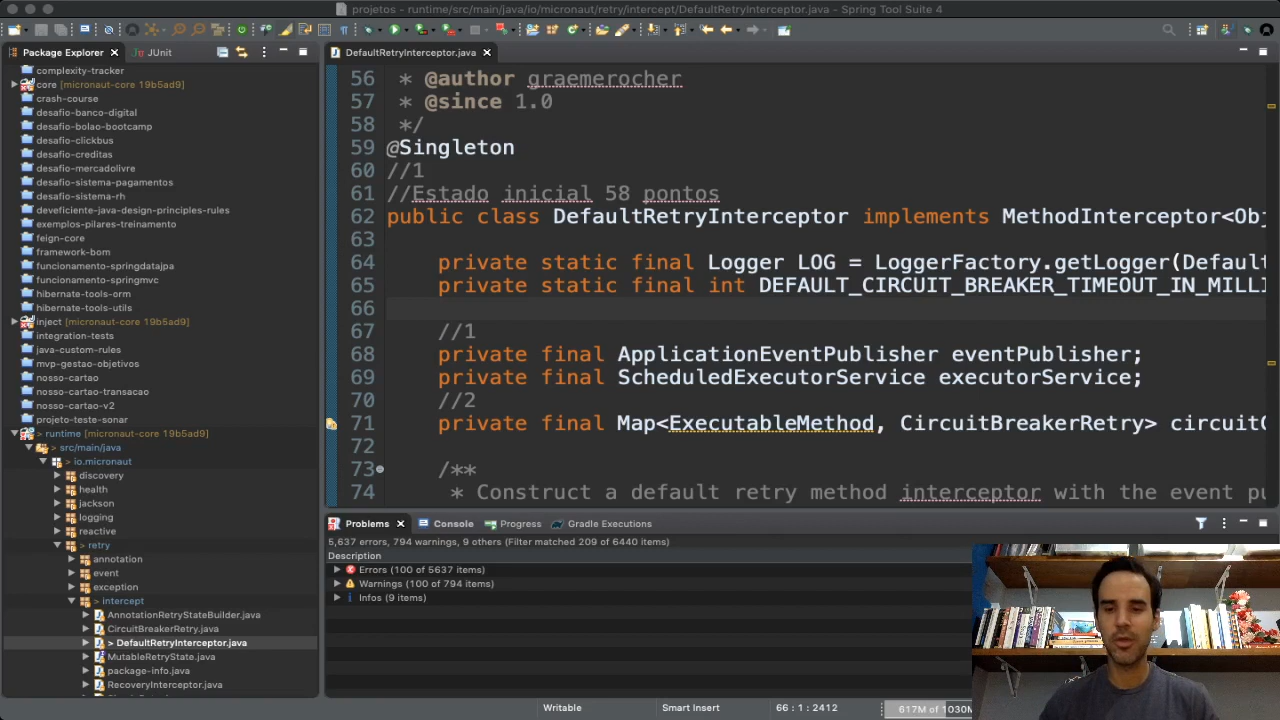 projetos - runtime/src/main/java/io/micronaut/retry/intercept/DefaultRetryInterceptor.java - Spring Tool Suite 4
Package Explorer
JUnit
complexity-tracker
core [micronaut-core 19b5ad9]
crash-course
desafio-banco-digital
desafio-bolao-bootcamp
desafio-clickbus
desafio-creditas
desafio-mercadolivre
desafio-sistema-pagamentos
desafio-sistema-rh
deveficiente-java-design-principles-rules
exemplos-pilares-treinamento
feign-core
framework-bom
funcionamento-springdatajpa
funcionamento-springmvc
hibernate-tools-orm
hibernate-tools-utils
inject [micronaut-core 19b5ad9]
integration-tests
java-custom-rules
mvp-gestao-objetivos
nosso-cartao
nosso-cartao-transacao
nosso-cartao-v2
projeto-teste-sonar
> runtime [micronaut-core 19b5ad9]
> src/main/java
> io.micronaut
discovery
health
jackson
logging
reactive
> retry
annotation
event
exception
> intercept
AnnotationRetryStateBuilder.java
CircuitBreakerRetry.java
> DefaultRetryInterceptor.java
MutableRetryState.java
package-info.java
RecoveryInterceptor.java
DefaultRetryInterceptor.java
56 * @author graemerocher
57 * @since 1.0
58 */
59 @Singleton
60 //1
61 //Estado inicial 58 pontos
62 public class DefaultRetryInterceptor implements MethodInterceptor<Obj
63
64 private static final Logger LOG = LoggerFactory.getLogger(Default
65 private static final int DEFAULT_CIRCUIT_BREAKER_TIMEOUT_IN_MILLI
66
67 //1
68 private final ApplicationEventPublisher eventPublisher;
69 private final ScheduledExecutorService executorService;
70 //2
71 private final Map<ExecutableMethod, CircuitBreakerRetry> circuitC
72
73 /**
74 * Construct a default retry method interceptor with the event pu
Problems
Console
Progress
Gradle Executions
5,637 errors, 794 warnings, 9 others (Filter matched 209 of 6440 items)
Description
Errors (100 of 5637 items)
Warnings (100 of 794 items)
Infos (9 items)
Writable
Smart Insert
66 : 1 : 2412
617M of 1030M